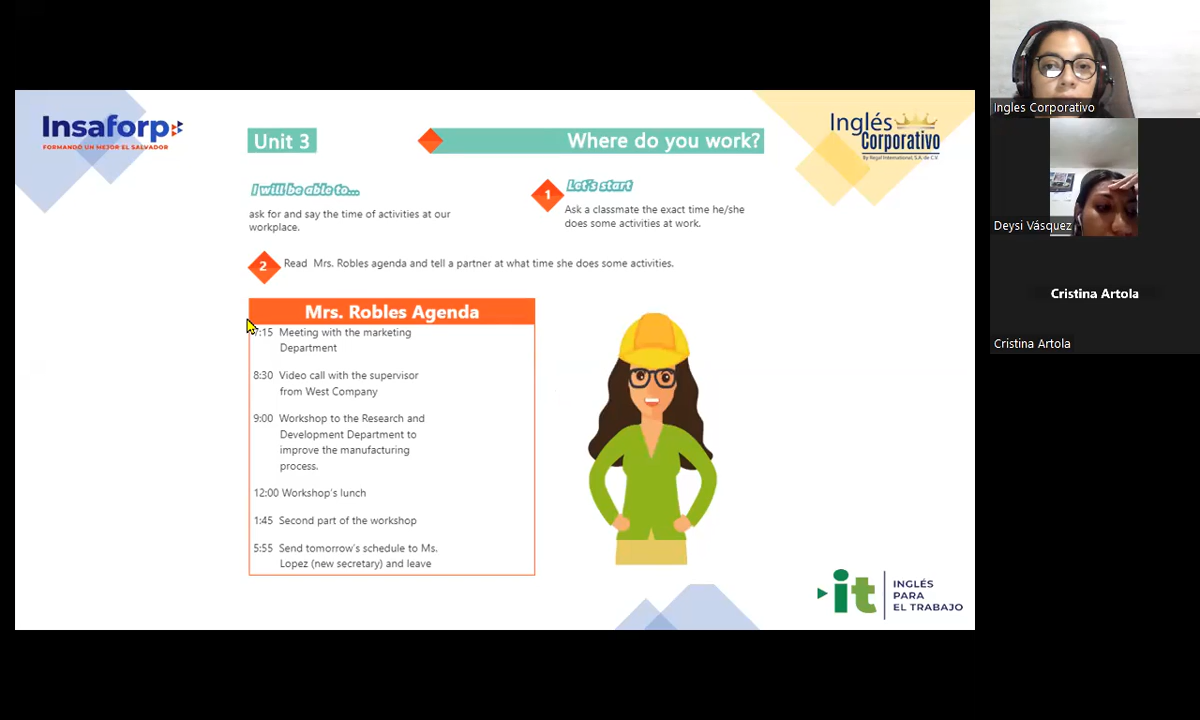 Insaforp
FORMANDO UN MEJOR EL SALVADOR
Unit 3
Where do you work?
Inglés
Corporativo
By Regal International, S.A. de C.V.
I will be able to...
ask for and say the time of activities at our
workplace.
1
Let's start
Ask a classmate the exact time he/she
does some activities at work.
2
Read Mrs. Robles agenda and tell a partner at what time she does some activities.
Mrs. Robles Agenda
7:15 Meeting with the marketing
Department
8:30 Video call with the supervisor
from West Company
9:00 Workshop to the Research and
Development Department to
improve the manufacturing
process.
12:00 Workshop's lunch
1:45 Second part of the workshop
5:55 Send tomorrow's schedule to Ms.
Lopez (new secretary) and leave
it
INGLÉS
PARA
EL TRABAJO
Ingles Corporativo
Deysi Vásquez
Cristina Artola
Cristina Artola